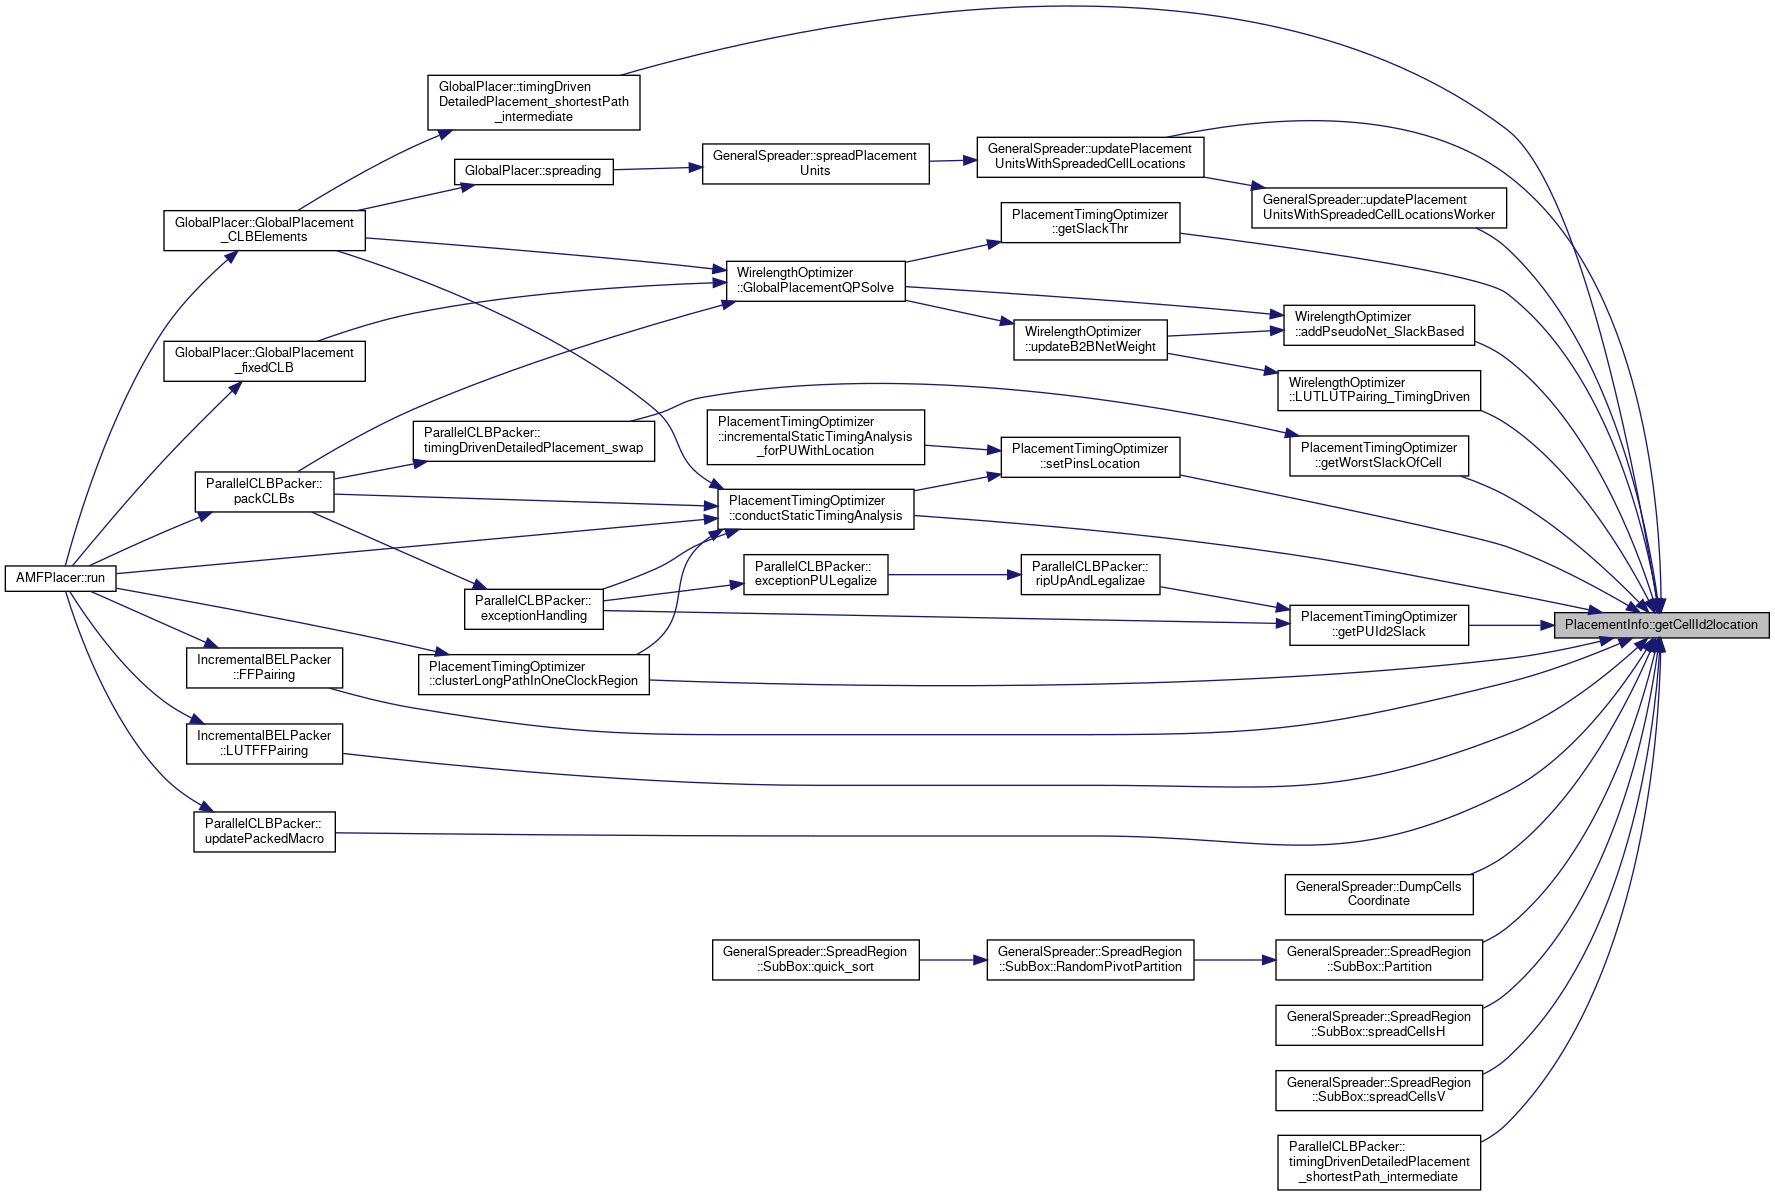 GlobalPlacer::timingDriven
DetailedPlacement_shortestPath
_intermediate
GeneralSpreader::updatePlacement
UnitsWithSpreadedCellLocations
GeneralSpreader::spreadPlacement
Units
GlobalPlacer::spreading
GeneralSpreader::updatePlacement
UnitsWithSpreadedCellLocationsWorker
PlacementTimingOptimizer
::getSlackThr
GlobalPlacer::GlobalPlacement
_CLBElements
WirelengthOptimizer
::GlobalPlacementQPSolve
WirelengthOptimizer
::addPseudoNet_SlackBased
WirelengthOptimizer
::updateB2BNetWeight
GlobalPlacer::GlobalPlacement
_fixedCLB
WirelengthOptimizer
::LUTLUTPairing_TimingDriven
PlacementTimingOptimizer
::incrementalStaticTimingAnalysis
_forPUWithLocation
ParallelCLBPacker::
timingDrivenDetailedPlacement_swap
PlacementTimingOptimizer
::setPinsLocation
PlacementTimingOptimizer
::getWorstSlackOfCell
ParallelCLBPacker::
packCLBs
PlacementTimingOptimizer
::conductStaticTimingAnalysis
AMFPlacer::run
ParallelCLBPacker::
exceptionPULegalize
ParallelCLBPacker::
ripUpAndLegalizae
ParallelCLBPacker::
exceptionHandling
PlacementTimingOptimizer
::getPUId2Slack
PlacementInfo::getCellId2location
IncrementalBELPacker
::FFPairing
PlacementTimingOptimizer
::clusterLongPathInOneClockRegion
IncrementalBELPacker
::LUTFFPairing
ParallelCLBPacker::
updatePackedMacro
GeneralSpreader::DumpCells
Coordinate
GeneralSpreader::SpreadRegion
::SubBox::quick_sort
GeneralSpreader::SpreadRegion
::SubBox::RandomPivotPartition
GeneralSpreader::SpreadRegion
::SubBox::Partition
GeneralSpreader::SpreadRegion
::SubBox::spreadCellsH
GeneralSpreader::SpreadRegion
::SubBox::spreadCellsV
ParallelCLBPacker::
timingDrivenDetailedPlacement
_shortestPath_intermediate